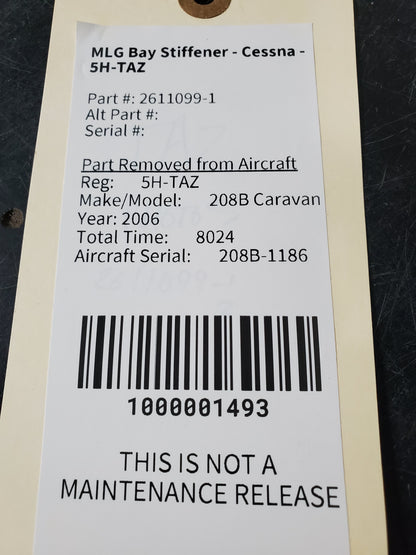 MLG Bay Stiffener - Cessna -
5H-TAZ
Part #: 2611099-1
Alt Part #:
Serial #:
Part Removed from Aircraft
Reg: 5H-TAZ
Make/Model: 208B Caravan
Year: 2006
Total Time: 8024
Aircraft Serial: 208B-1186
1000001493
THIS IS NOT A
MAINTENANCE RELEASE